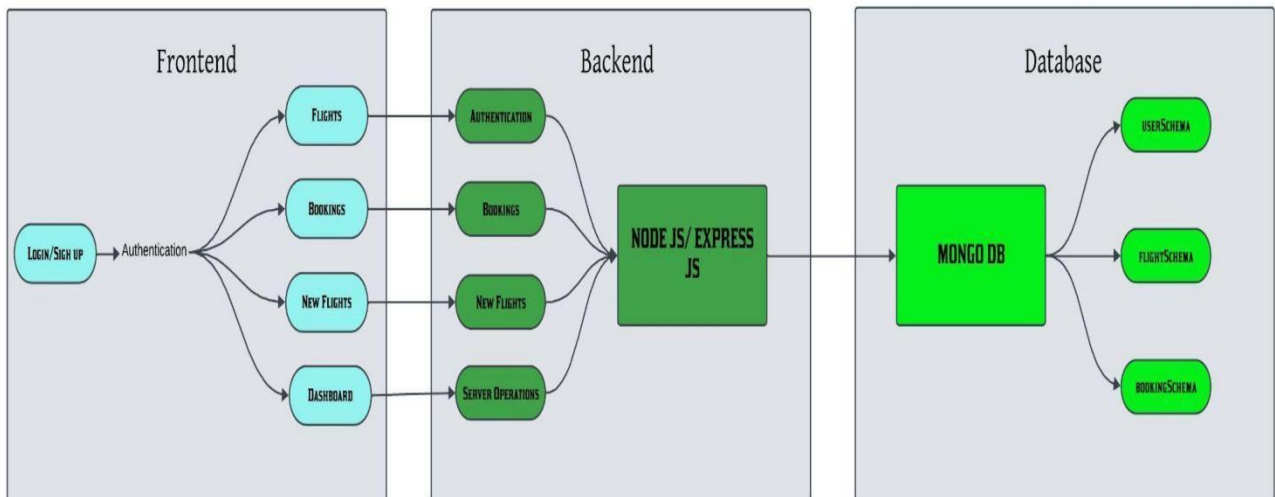 Frontend
LOGIN/SIGH UP
Authentication
FLIGHTS
BOOKINGS
NEW FLIGHTS
DASHBOARD
Backend
AUTHENTICATION
BOOKINGS
NEW FLIGHTS
SERVER OPERATIONS
NODE JS/ EXPRESS
JS
Database
MONGO DB
USERSCHEMA
FLIGHTSCHEMA
BOOKINGSCHEMA